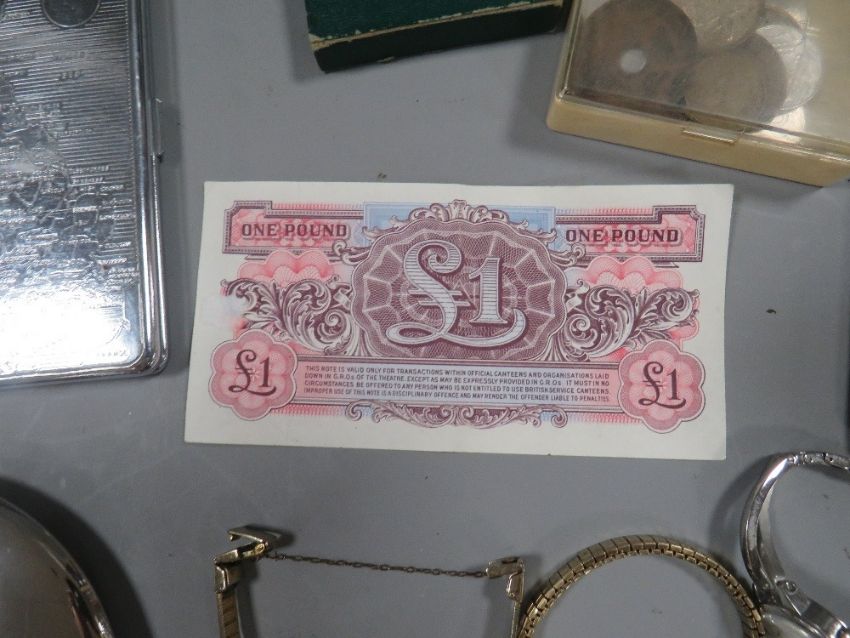 ONE POUND
ONE POUND
£1
£1
£1
THIS NOTE IS VALID ONLY FOR TRANSACTIONS WITHIN OFFICIAL CANTEENS AND ORGANISATIONS LAID
DOWN IN G.R.Os OF THE THEATRE. EXCEPT AS MAY BE EXPRESSLY PROVIDED IN G.R.Os. IT MUST IN NO
CIRCUMSTANCES BE OFFERED TO ANY PERSON WHO IS NOT ENTITLED TO USE BRITISH SERVICE CANTEENS.
IMPROPER USE OF THIS NOTE IS A DISCIPLINARY OFFENCE AND MAY RENDER THE OFFENDER LIABLE TO PENALTIES.